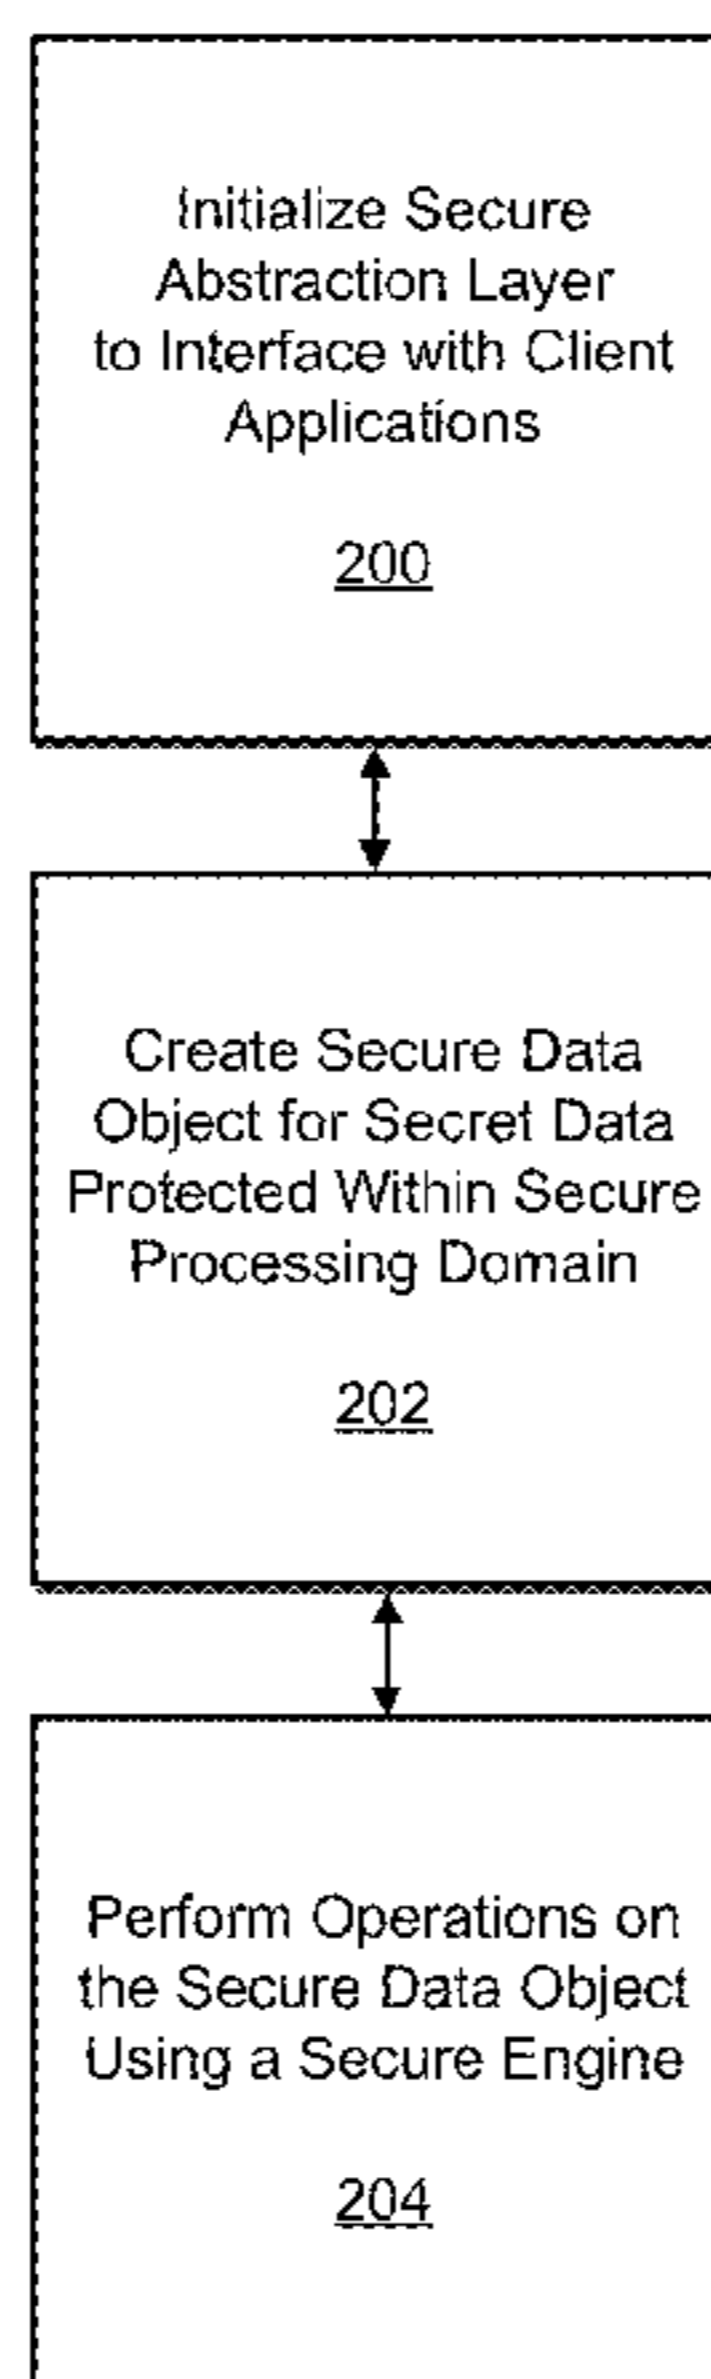 Initialize Secure
Abstraction Layer
to Interface with Client
Applications
200
Create Secure Data
Object for Secret Data
Protected Within Secure
Processing Domain
202
Perform Operations on
the Secure Data Object
Using a Secure Engine
204